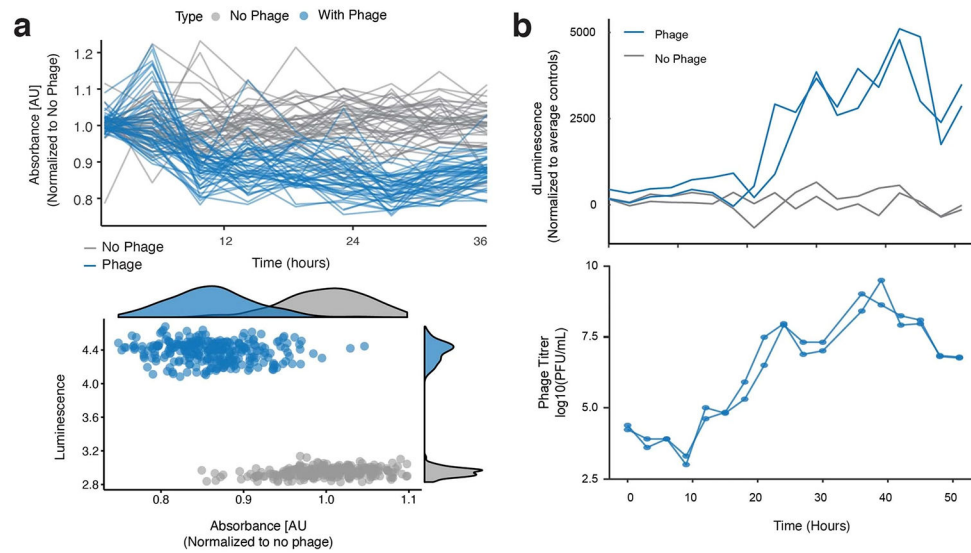 a
Type No Phage With Phage
Absorbance [AU]
(Normalized to No Phage)
1.2
1.1
1.0
0.9
0.8
12
24
36
Time (hours)
No Phage
Phage
Luminescence
4.4
4.0
3.6
3.2
2.8
0.8
0.9
1.0
1.1
Absorbance [AU
(Normalized to no phage)
b
Phage
No Phage
dLuminescence
(Normalized to average controls)
5000
2500
0
Phage Titrer
log10(PFU/mL)
10
7.5
5.0
2.5
0
10
20
30
40
50
Time (Hours)